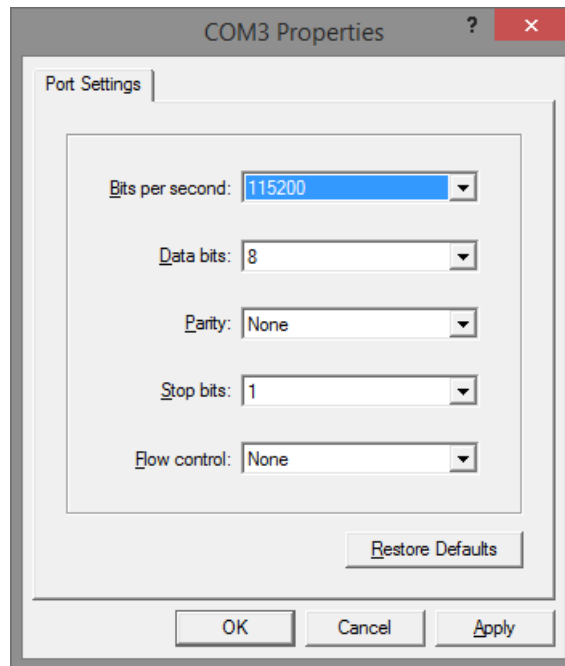 COM3 Properties ? ×
Port Settings
Bits per second: 115200
Data bits: 8
Parity: None
Stop bits: 1
Flow control: None
Restore Defaults
OK Cancel Apply